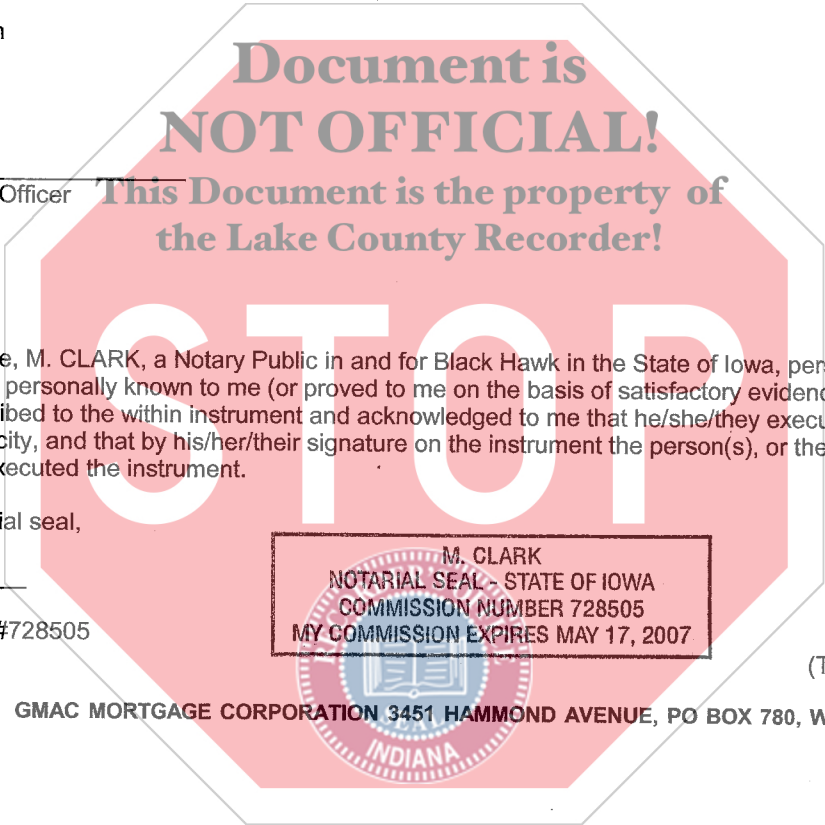 Document is
NOT OFFICIAL!
Officer
This Document is the property of
the Lake County Recorder!
STOP
e, M. CLARK, a Notary Public in and for Black Hawk in the State of Iowa, per
personally known to me (or proved to me on the basis of satisfactory evidenc
ibed to the within instrument and acknowledged to me that he/she/they execu
city, and that by his/her/their signature on the instrument the person(s), or the
xecuted the instrument.
ial seal,
M. CLARK
NOTARIAL SEAL - STATE OF IOWA
COMMISSION NUMBER 728505
MY COMMISSION EXPIRES MAY 17, 2007
#728505
RECORDER'S OFFICE
SEAL
INDIANA
(T
GMAC MORTGAGE CORPORATION 3451 HAMMOND AVENUE, PO BOX 780, W